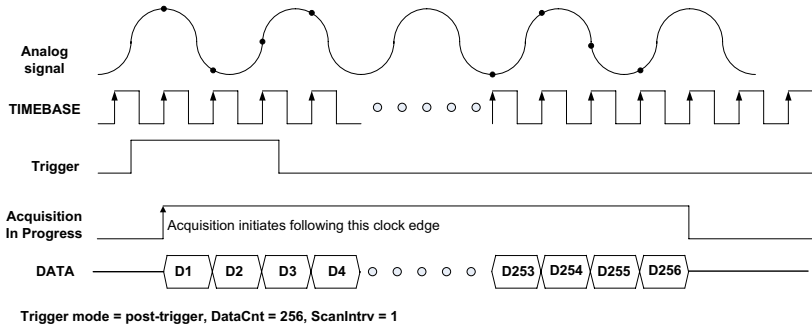 Analog
signal
TIMEBASE
Trigger
Acquisition
In Progress
Acquisition initiates following this clock edge
DATA
D1 D2 D3 D4 D253 D254 D255 D256
Trigger mode = post-trigger, DataCnt = 256, ScanIntrv = 1